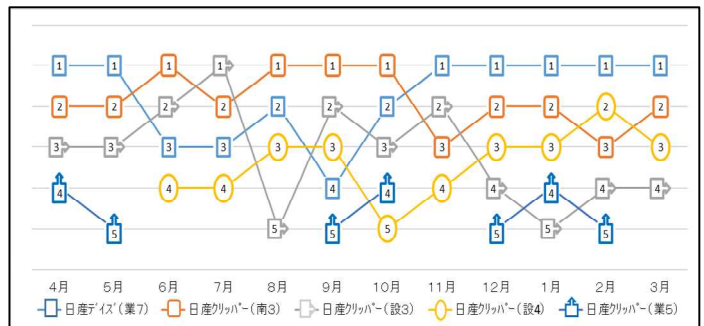 1 1 1 1 1 1 1 1 1 1 1 1
2 2 2 2 2 2 2 2 2 2 2 2
3 3 3 3 3 3 3 3 3 3 3 3
4 4 4 4 4 4 4 4 4 4
5 5 5 5 5 5 5
4月 5月 6月 7月 8月 9月 10月 11月 12月 1月 2月 3月
日産ﾃﾞｲｽﾞ(業7) 日産ｸﾘｯﾊﾟｰ(南3) 日産ｸﾘｯﾊﾟｰ(設3) 日産ｸﾘｯﾊﾟｰ(設4) 日産ｸﾘｯﾊﾟｰ(業5)